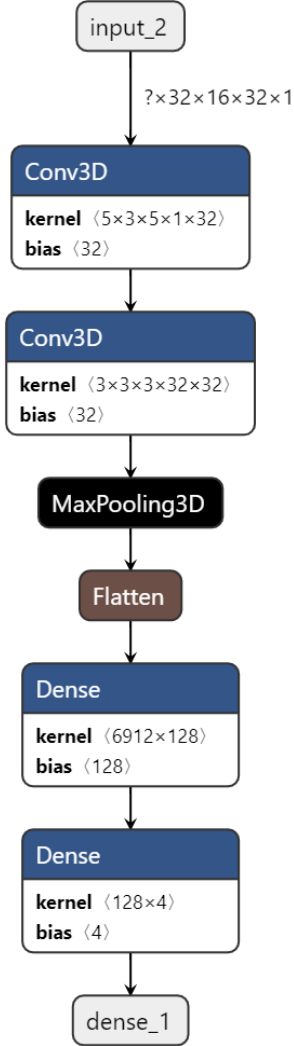 input_2
?×32×16×32×1
Conv3D
kernel ⟨5×3×5×1×32⟩
bias ⟨32⟩
Conv3D
kernel ⟨3×3×3×32×32⟩
bias ⟨32⟩
MaxPooling3D
Flatten
Dense
kernel ⟨6912×128⟩
bias ⟨128⟩
Dense
kernel ⟨128×4⟩
bias ⟨4⟩
dense_1